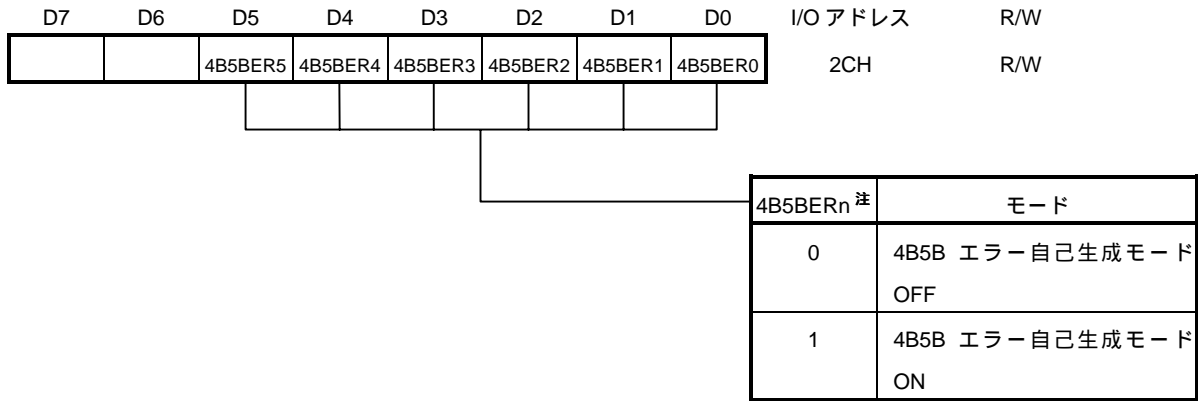 D7 D6 D5 D4 D3 D2 D1 D0 I/O アドレス R/W
4B5BER5 4B5BER4 4B5BER3 4B5BER2 4B5BER1 4B5BER0 2CH R/W
4B5BERn注 モード
0 4B5B エラー自己生成モード
OFF
1 4B5B エラー自己生成モード
ON